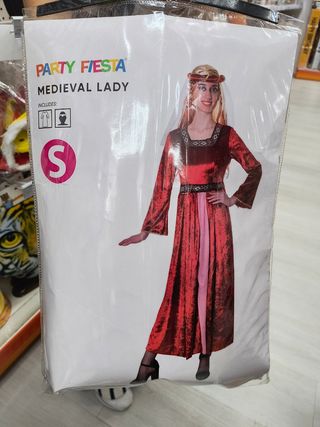 PARTY FIESTA
MEDIEVAL LADY
INCLUDES:
S